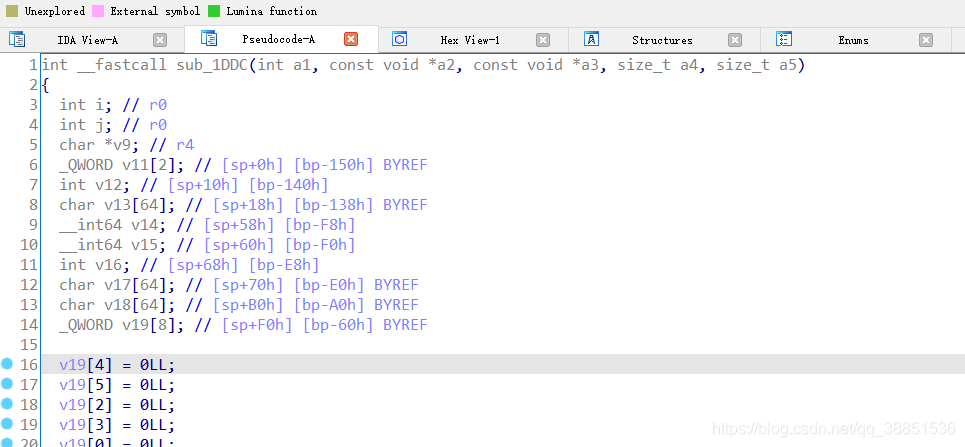 Unexplored External symbol Lumina function
IDA View-A Pseudocode-A Hex View-1 Structures Enums
1 int __fastcall sub_1DDC(int a1, const void *a2, const void *a3, size_t a4, size_t a5)
2 {
3 int i; // r0
4 int j; // r0
5 char *v9; // r4
6 _QWORD v11[2]; // [sp+0h] [bp-150h] BYREF
7 int v12; // [sp+10h] [bp-140h]
8 char v13[64]; // [sp+18h] [bp-138h] BYREF
9 __int64 v14; // [sp+58h] [bp-F8h]
10 __int64 v15; // [sp+60h] [bp-F0h]
11 int v16; // [sp+68h] [bp-E8h]
12 char v17[64]; // [sp+70h] [bp-E0h] BYREF
13 char v18[64]; // [sp+B0h] [bp-A0h] BYREF
14 _QWORD v19[8]; // [sp+F0h] [bp-60h] BYREF
15
16 v19[4] = 0LL;
17 v19[5] = 0LL;
18 v19[2] = 0LL;
19 v19[3] = 0LL;
20 v19[0] = 0LL;
https://blog.csdn.net/qq_38851536